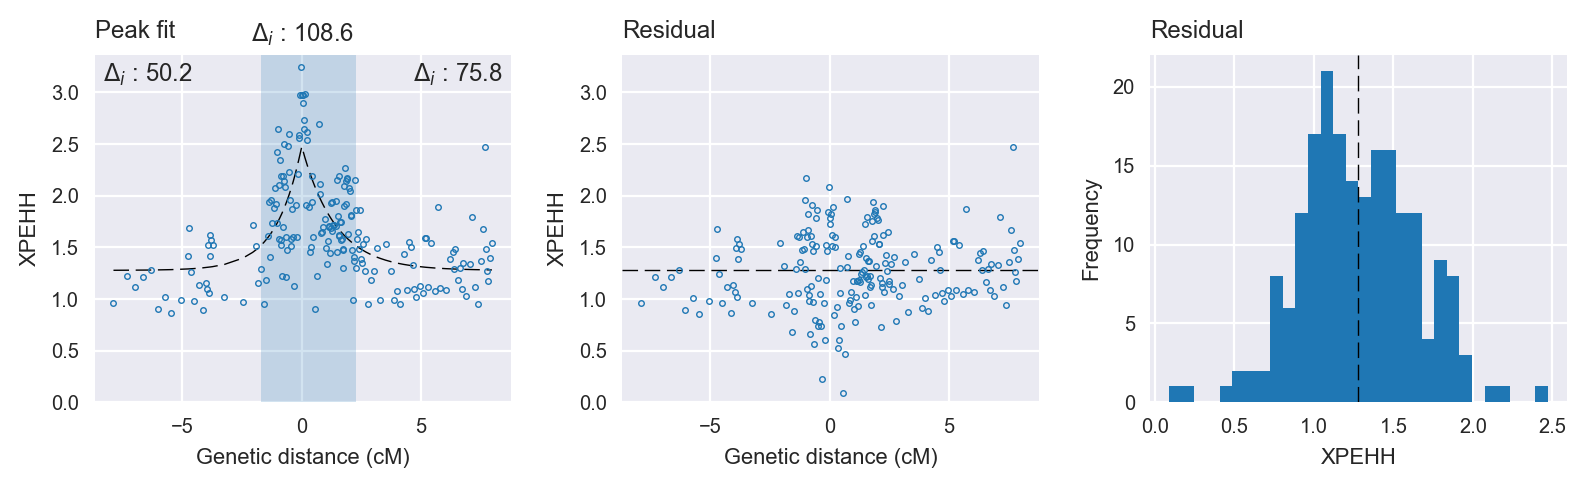 Peak fit
Δi : 108.6
Δi : 50.2
Δi : 75.8
XPEHH
3.0
2.5
2.0
1.5
1.0
0.5
0.0
−5
0
5
Genetic distance (cM)
Residual
XPEHH
3.0
2.5
2.0
1.5
1.0
0.5
0.0
−5
0
5
Genetic distance (cM)
Residual
Frequency
20
15
10
5
0
0.0
0.5
1.0
1.5
2.0
2.5
XPEHH